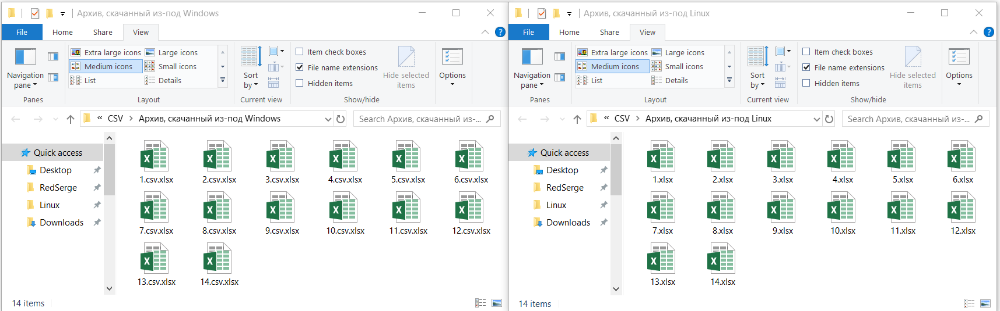 Архив, скачанный из-под Windows
File Home Share View
Navigation pane
Extra large icons Large icons
Medium icons Small icons
List Details
Sort by
Item check boxes
File name extensions
Hidden items
Hide selected items
Options
Panes Layout Current view Show/hide
« CSV > Архив, скачанный из-под Windows
Search Архив, скачанный из-...
Quick access
Desktop
RedSerge
Linux
Downloads
1.csv.xlsx 2.csv.xlsx 3.csv.xlsx 4.csv.xlsx 5.csv.xlsx 6.csv.xlsx
7.csv.xlsx 8.csv.xlsx 9.csv.xlsx 10.csv.xlsx 11.csv.xlsx 12.csv.xlsx
13.csv.xlsx 14.csv.xlsx
14 items
Архив, скачанный из-под Linux
File Home Share View
Navigation pane
Extra large icons Large icons
Medium icons Small icons
List Details
Sort by
Item check boxes
File name extensions
Hidden items
Hide selected items
Options
Panes Layout Current view Show/hide
« CSV > Архив, скачанный из-под Linux
Search Архив, скачанный из-...
Quick access
Desktop
RedSerge
Linux
Downloads
1.xlsx 2.xlsx 3.xlsx 4.xlsx 5.xlsx 6.xlsx
7.xlsx 8.xlsx 9.xlsx 10.xlsx 11.xlsx 12.xlsx
13.xlsx 14.xlsx
14 items